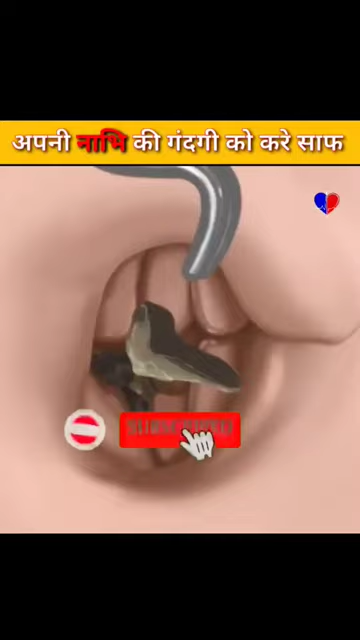 अपनी नाभि की गंदगी को करे साफ